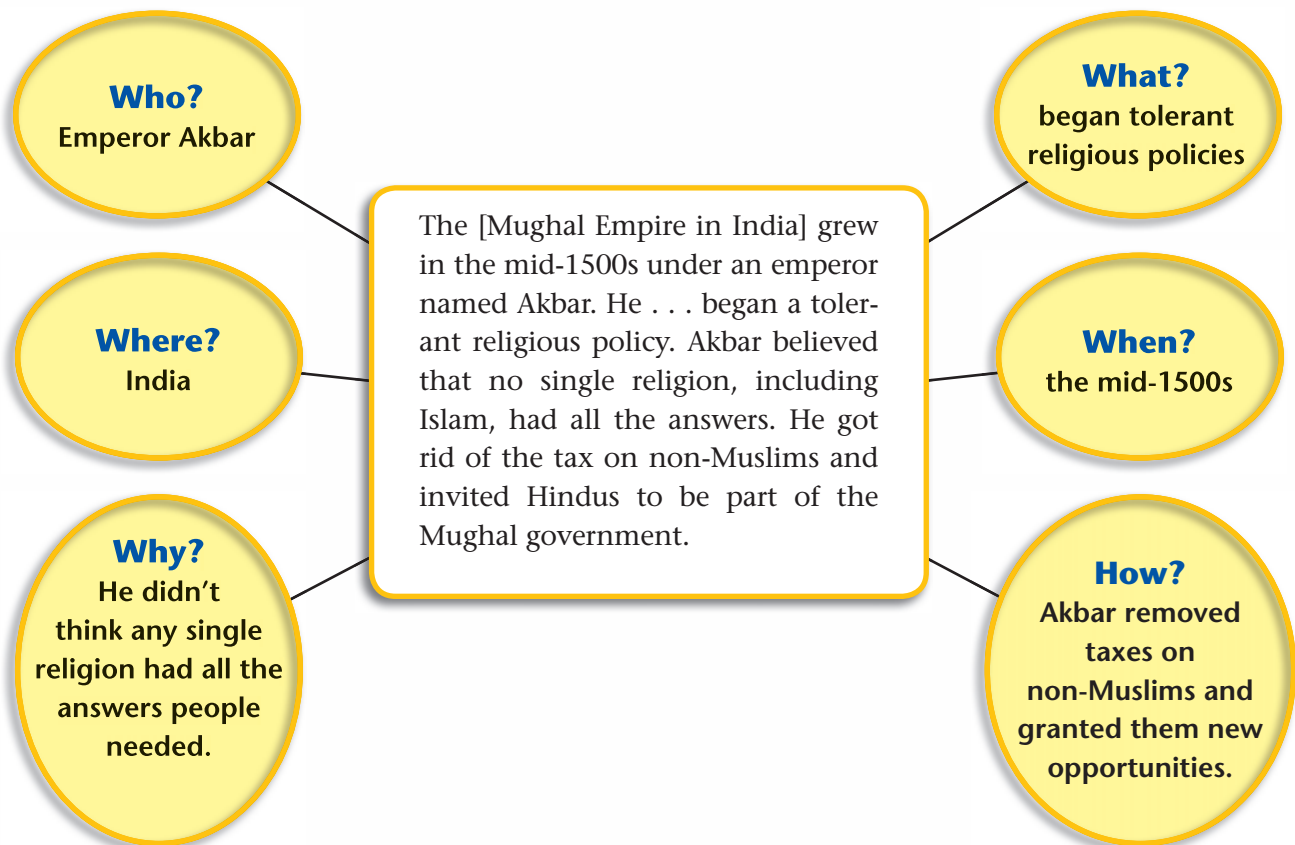 Who?
Emperor Akbar
Where?
India
Why?
He didn't
think any single
religion had all the
answers people
needed.
The [Mughal Empire in India] grew
in the mid-1500s under an emperor
named Akbar. He . . . began a toler-
ant religious policy. Akbar believed
that no single religion, including
Islam, had all the answers. He got
rid of the tax on non-Muslims and
invited Hindus to be part of the
Mughal government.
What?
began tolerant
religious policies
When?
the mid-1500s
How?
Akbar removed
taxes on
non-Muslims and
granted them new
opportunities.